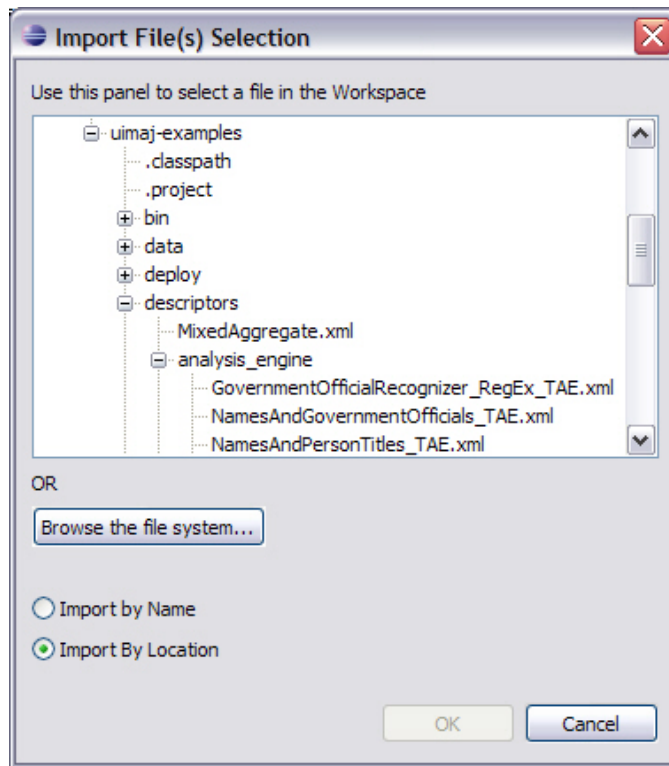 Import File(s) Selection
Use this panel to select a file in the Workspace
uimaj-examples
.classpath
.project
bin
data
deploy
descriptors
MixedAggregate.xml
analysis_engine
GovernmentOfficialRecognizer_RegEx_TAE.xml
NamesAndGovernmentOfficials_TAE.xml
NamesAndPersonTitles_TAE.xml
OR
Browse the file system...
Import by Name
Import By Location
OK
Cancel